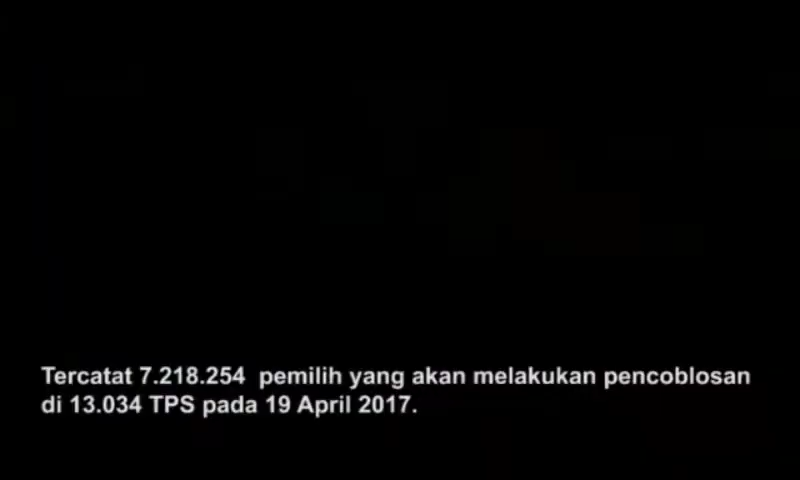 Tercatat 7.218.254 pemilih yang akan melakukan pencoblosan
di 13.034 TPS pada 19 April 2017.